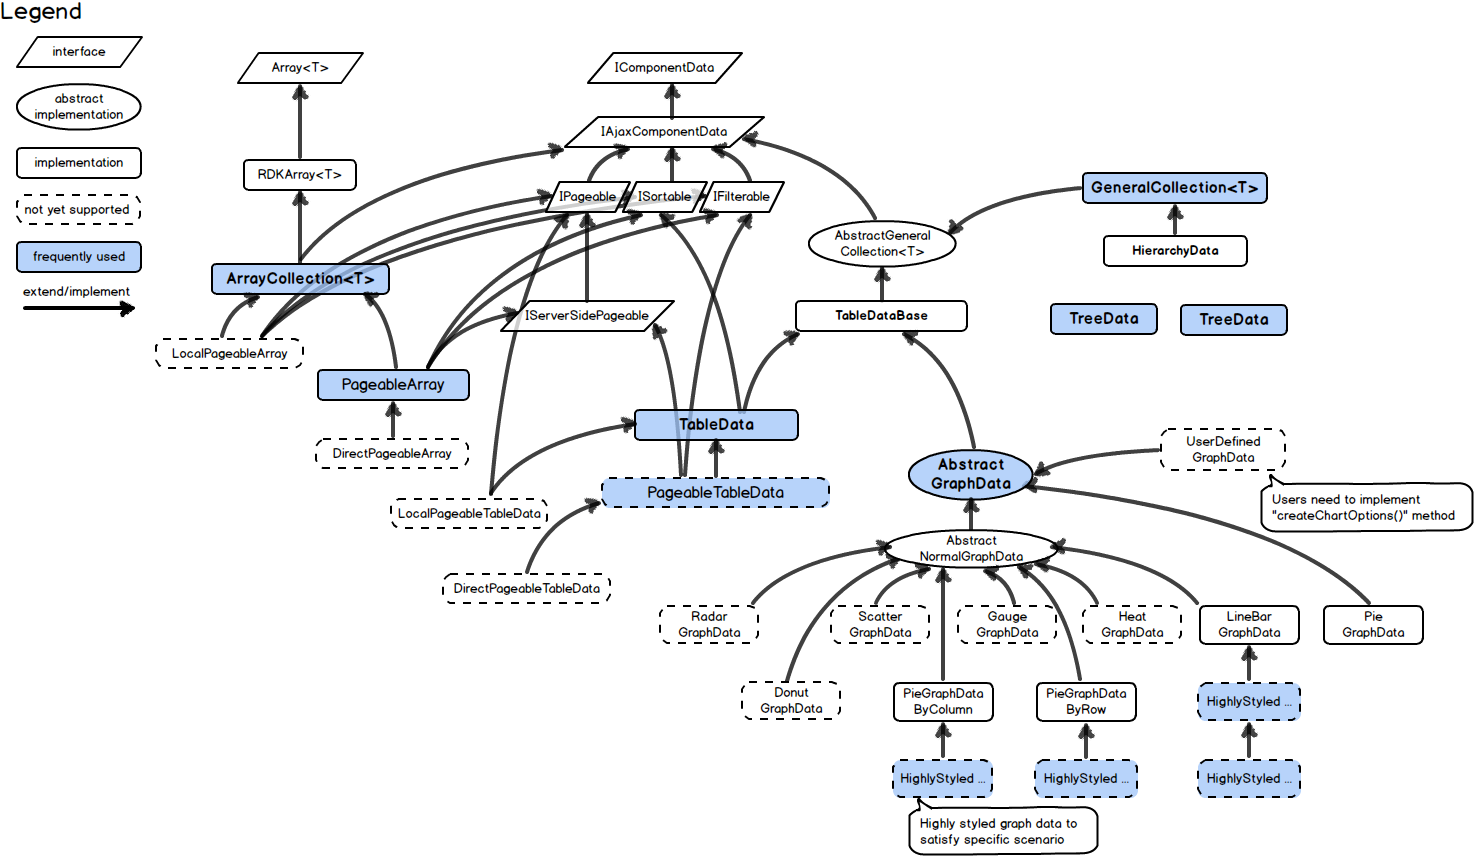 Legend
interface
abstract
implementation
implementation
not yet supported
frequently used
extend/implement
Array<T>
IComponentData
IAjaxComponentData
RDKArray<T>
IPageable
ISortable
IFilterable
GeneralCollection<T>
AbstractGeneral
Collection<T>
HierarchyData
ArrayCollection<T>
IServerSidePageable
TableDataBase
TreeData
TreeData
LocalPageableArray
PageableArray
TableData
DirectPageableArray
Abstract
GraphData
UserDefined
GraphData
PageableTableData
LocalPageableTableData
Users need to implement
"createChartOptions()" method
Abstract
NormalGraphData
DirectPageableTableData
Radar
GraphData
Scatter
GraphData
Gauge
GraphData
Heat
GraphData
LineBar
GraphData
Pie
GraphData
Donut
GraphData
PieGraphData
ByColumn
PieGraphData
ByRow
HighlyStyled ...
HighlyStyled ...
HighlyStyled ...
HighlyStyled ...
Highly styled graph data to
satisfy specific scenario